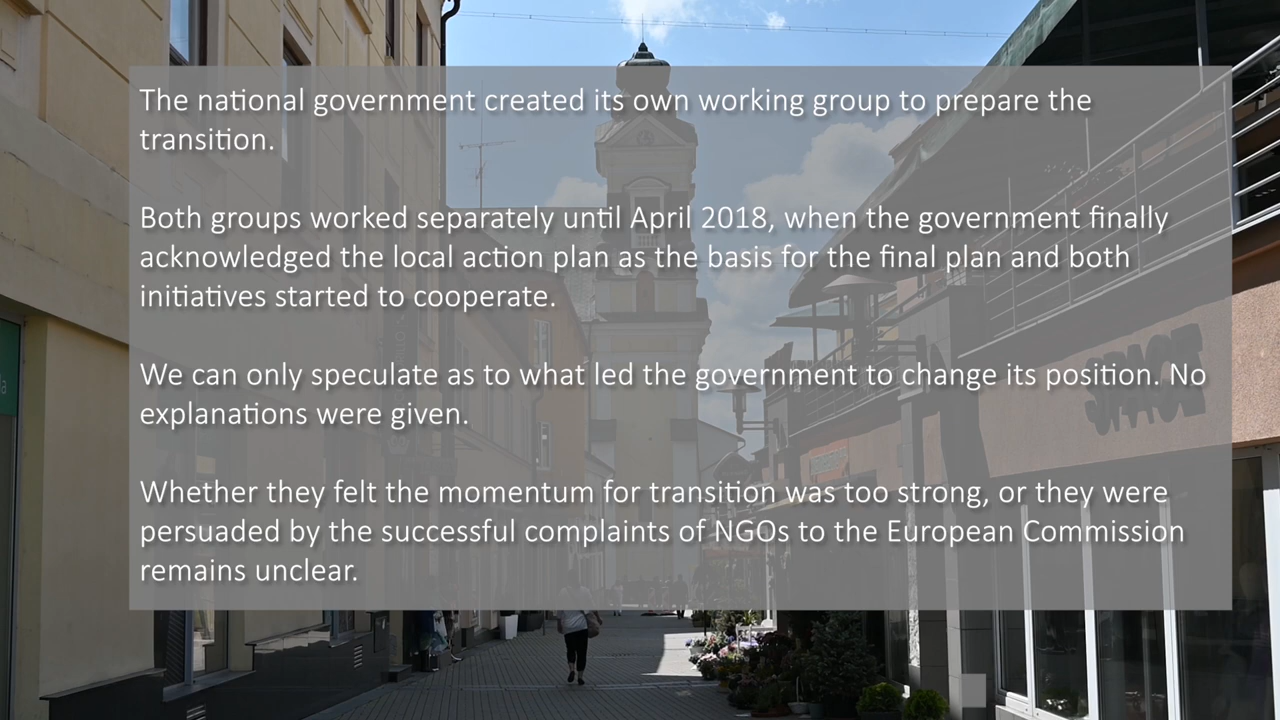 The national government created its own working group to prepare the
transition.
Both groups worked separately until April 2018, when the government finally
acknowledged the local action plan as the basis for the final plan and both
initiatives started to cooperate.
We can only speculate as to what led the government to change its position. No
explanations were given.
Whether they felt the momentum for transition was too strong, or they were
persuaded by the successful complaints of NGOs to the European Commission
remains unclear.